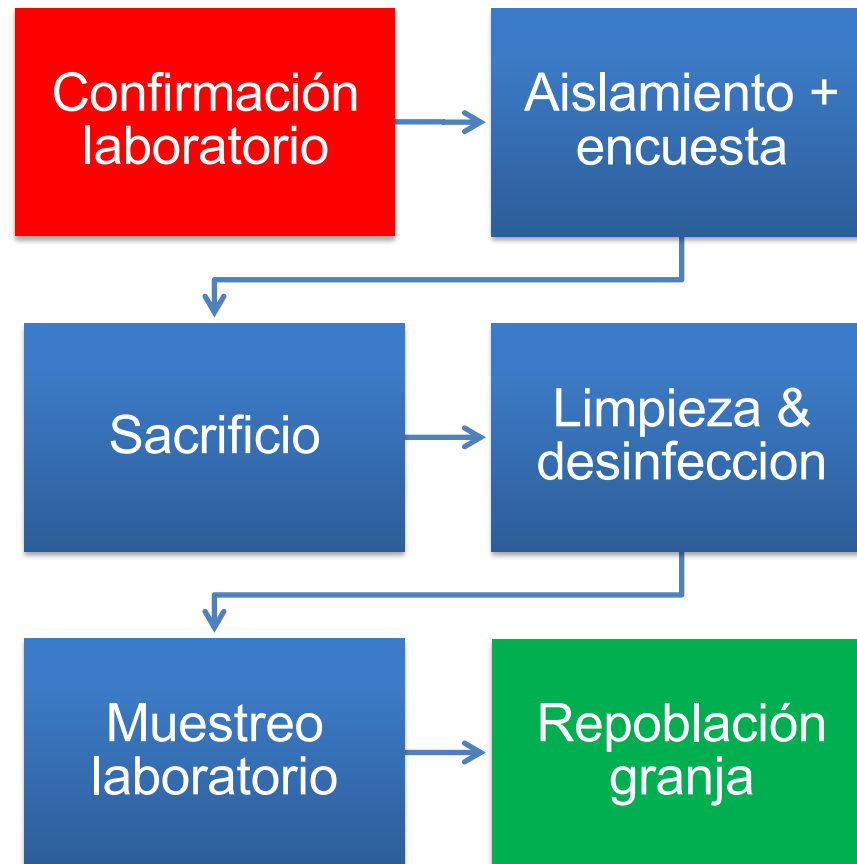 Confirmación
laboratorio
Aislamiento +
encuesta
Sacrificio
Limpieza &
desinfeccion
Muestreo
laboratorio
Repoblación
granja